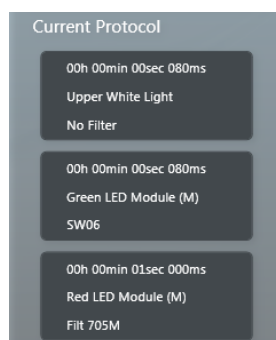 Current Protocol
00h 00min 00sec 080ms
Upper White Light
No Filter
00h 00min 00sec 080ms
Green LED Module (M)
SW06
00h 00min 01sec 000ms
Red LED Module (M)
Filt 705M